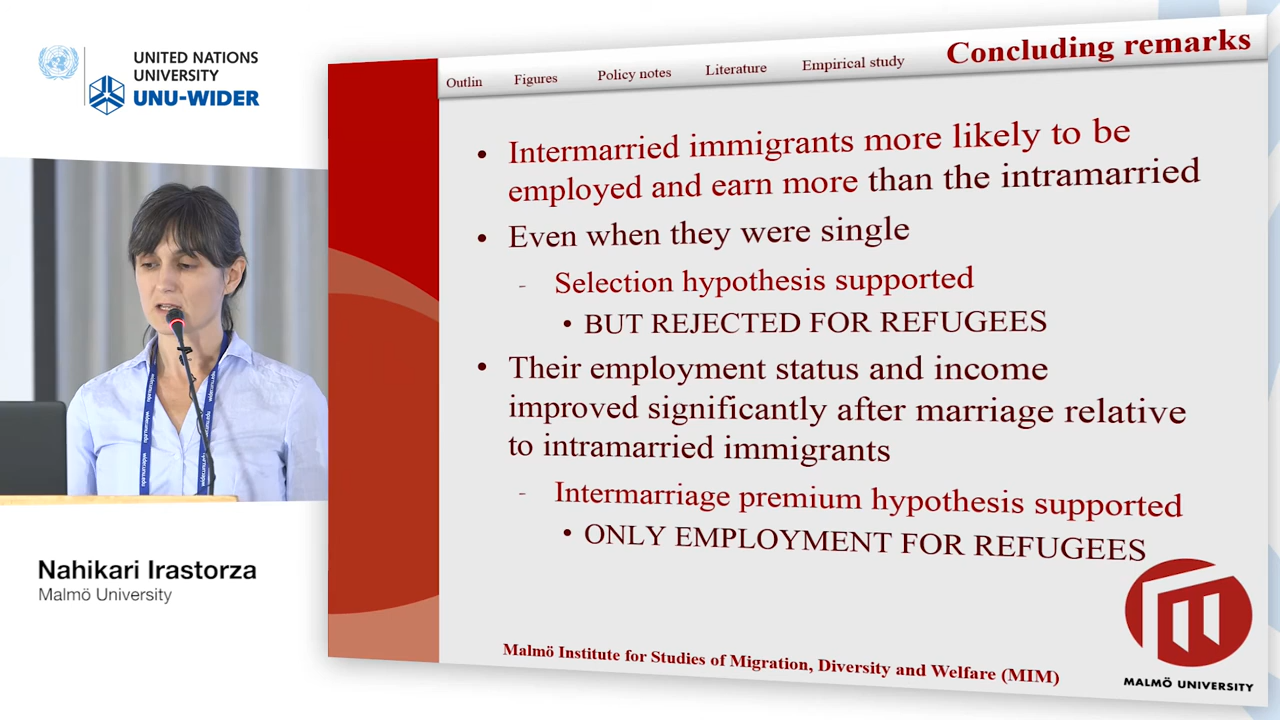 UNITED NATIONS
UNIVERSITY
UNU-WIDER
Outlin Figures Policy notes Literature Empirical study Concluding remarks
• Intermarried immigrants more likely to be
employed and earn more than the intramarried
• Even when they were single
- Selection hypothesis supported
• BUT REJECTED FOR REFUGEES
• Their employment status and income
improved significantly after marriage relative
to intramarried immigrants
- Intermarriage premium hypothesis supported
• ONLY EMPLOYMENT FOR REFUGEES
Nahikari Irastorza
Malmö University
Malmö Institute for Studies of Migration, Diversity and Welfare (MIM)
MALMÖ UNIVERSITY